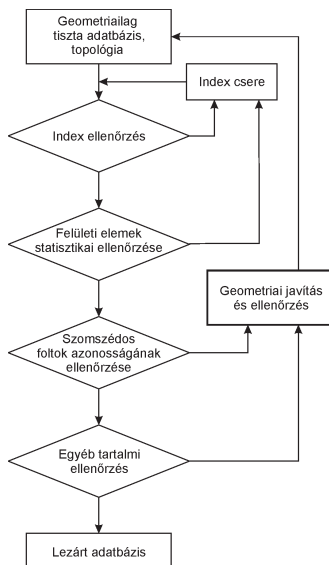 Geometriailag
tiszta adatbázis,
topológia
Index csere
Index ellenőrzés
Felületi elemek
statisztikai ellenőrzése
Geometriai javítás
és ellenőrzés
Szomszédos
foltok azonosságának
ellenőrzése
Egyéb tartalmi
ellenőrzés
Lezárt adatbázis